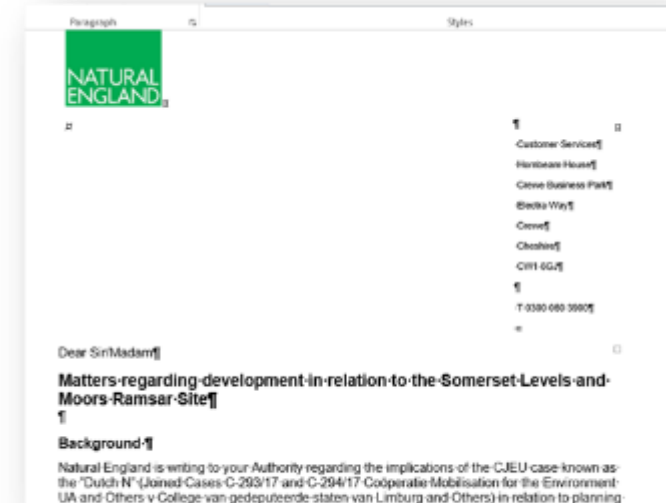 Paragraph
Styles
NATURAL
ENGLAND
¶
Customer Services¶
Hornbeam House¶
Crewe Business Park¶
Electra Way¶
Crewe¶
Cheshire¶
CW1 6GJ¶
¶
T 0300 060 3900¶
Dear Sir/Madam¶
Matters·regarding·development·in·relation·to·the·Somerset·Levels·and·
Moors·Ramsar·Site¶
¶
Background·¶
Natural·England·is·writing·to·your·Authority·regarding·the·implications·of·the·CJEU·case·known·as·
the·"Dutch·N"·(Joined·Cases·C-293/17·and·C-294/17·Coöperatie·Mobilisation·for·the·Environment·
UA·and·Others·v·College·van·gedeputeerde·staten·van·Limburg·and·Others)·in·relation·to·planning·